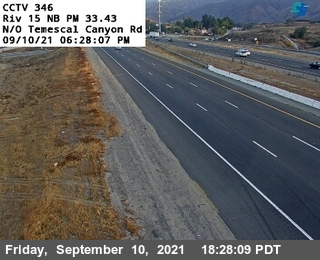 CCTV 346
Riv 15 NB PM 33.43
N/O Temescal Canyon Rd
09/10/21 06:28:07 PM
Friday, September 10, 2021 18:28:09 PDT